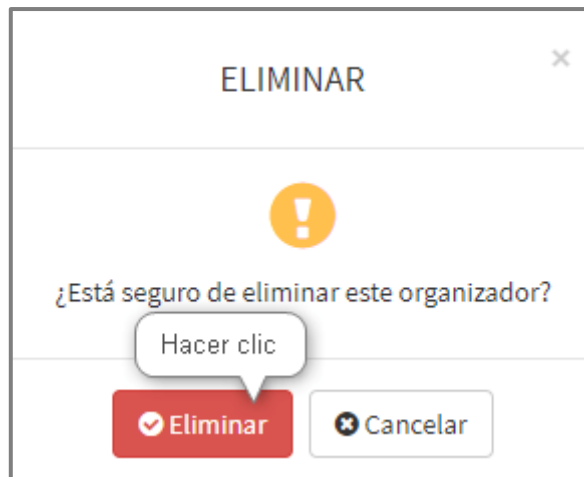 ELIMINAR
×
¿Está seguro de eliminar este organizador?
Hacer clic
Eliminar
Cancelar